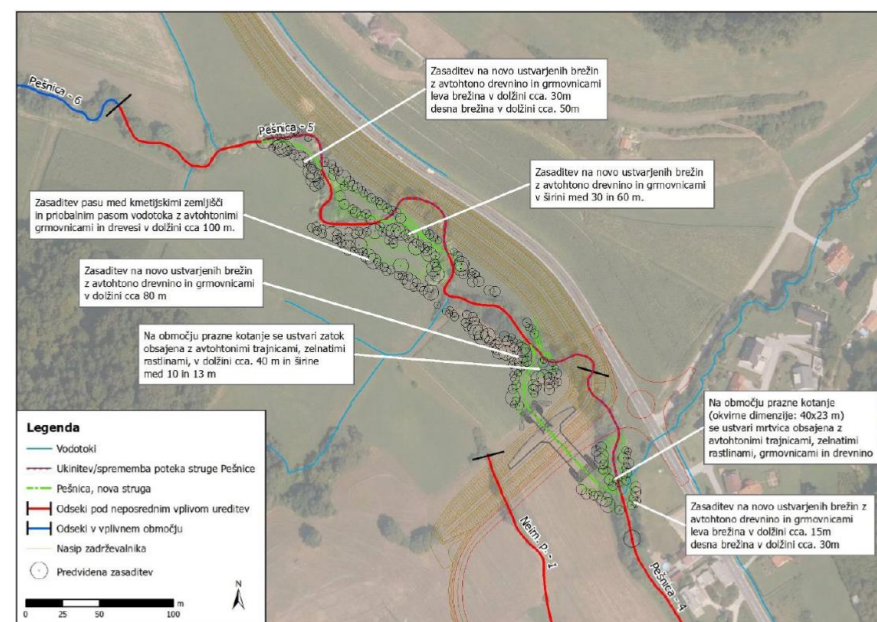 Pešnica - 6
Pešnica - 5
Zasaditev na novo ustvarjenih brežin
z avtohtono drevnino in grmovnicami
leva brežina v dolžini cca. 30m
desna brežina v dolžini cca. 50m
Zasaditev na novo ustvarjenih brežin
z avtohtono drevnino in grmovnicami
v širini med 30 in 60 m.
Zasaditev pasu med kmetijskimi zemljišči
in priobalnim pasom vodotoka z avtohtonimi
grmovnicami in drevesi v dolžini cca 100 m.
Zasaditev na novo ustvarjenih brežin
z avtohtono drevnino in grmovnicami
v dolžini cca 80 m
Na območju prazne kotanje se ustvari zatok
obsajena z avtohtonimi trajnicami, zelnatimi
rastlinami, v dolžini cca. 40 m in širine
med 10 in 13 m
Na območju prazne kotanje
(okvirne dimenzije: 40x23 m)
se ustvari mrtvica obsajena z
avtohtonimi trajnicami, zelnatimi
rastlinami, grmovnicami in drevnino
Zasaditev na novo ustvarjenih brežin z
avtohtono drevnino in grmovnicami
leva brežina v dolžini cca. 15m
desna brežina v dolžini cca. 30m
Neim. p - 1
Pešnica - 4
Legenda
Vodotoki
Ukinitev/sprememba poteka struge Pešnice
Pešnica, nova struga
Odseki pod neposrednim vplivom ureditev
Odseki v vplivnem območju
Nasip zadrževalnika
Predvidena zasaditev
N
m
0 25 50 100